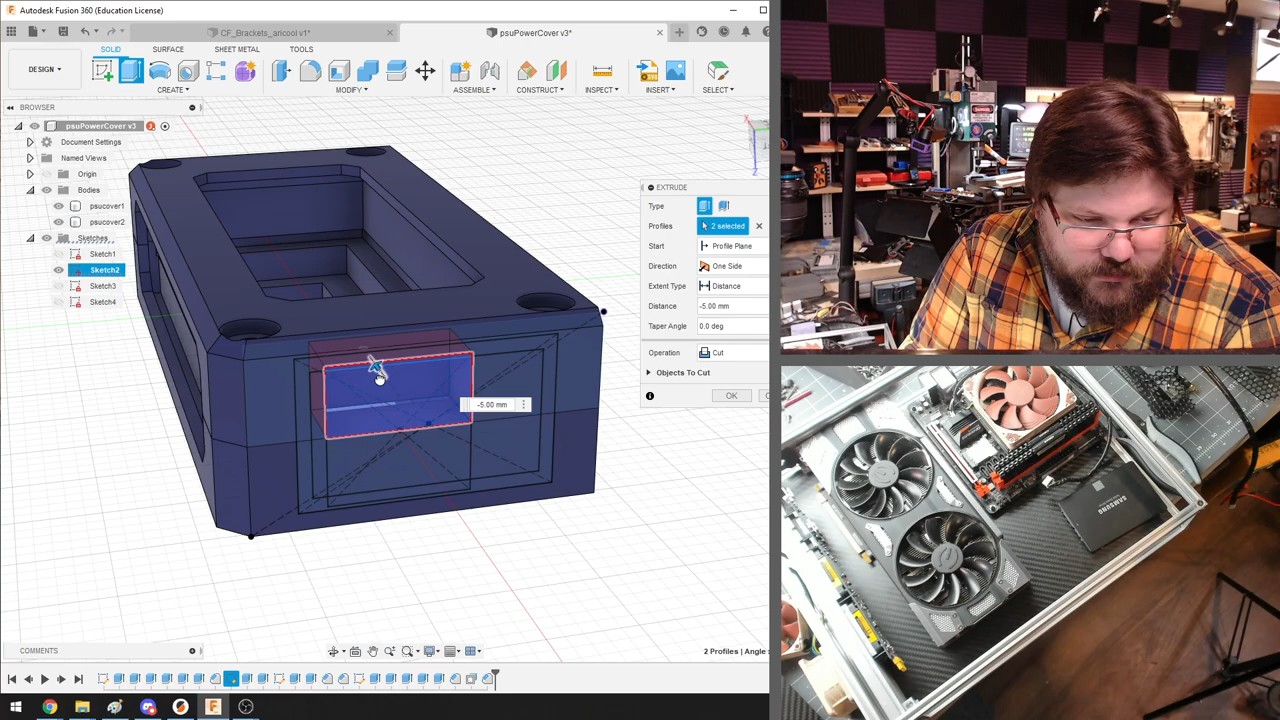 Autodesk Fusion 360 (Education License)
CF_Brackets_aricool v1*
psuPowerCover v3*
DESIGN
SOLID
SURFACE
SHEET METAL
TOOLS
CREATE
MODIFY
ASSEMBLE
CONSTRUCT
INSPECT
INSERT
SELECT
BROWSER
psuPowerCover v3
Document Settings
Named Views
Origin
Bodies
psucover1
psucover2
Sketches
Sketch1
Sketch2
Sketch3
Sketch4
EXTRUDE
Type
Profiles
2 selected
Start
Profile Plane
Direction
One Side
Extent Type
Distance
Distance
-5.00 mm
Taper Angle
0.0 deg
Operation
Cut
Objects To Cut
OK
-5.00 mm
COMMENTS
2 Profiles | Angle
SAMSUNG